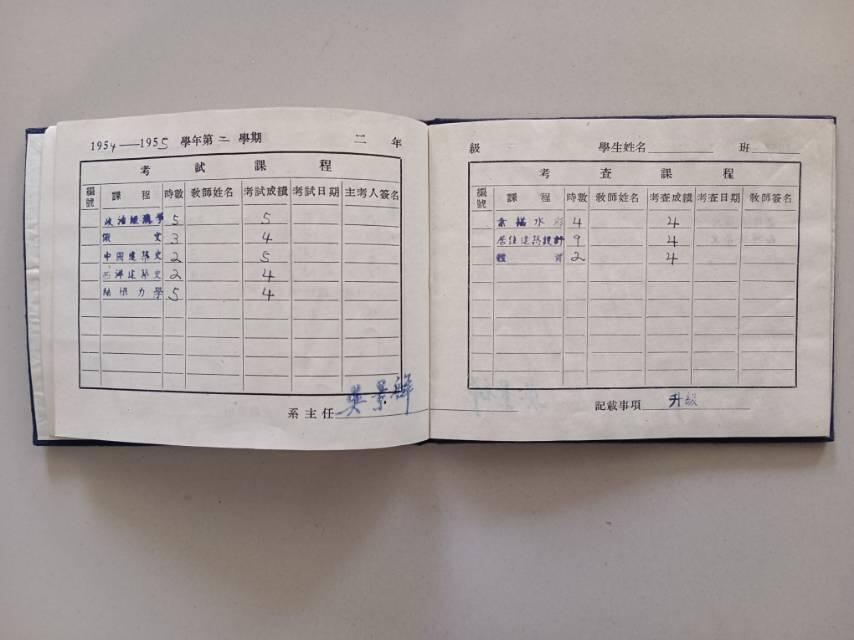 1954——1955 學年第二學期 二年
考試課程
編號 課程 時數 教師姓名 考試成績 考試日期 主考人簽名
政治經濟學 5 5
俄文 3 4
中國建築史 2 5
西洋建築史 2 4
結構力學 5 4
系主任
級 學生姓名 班
考查課程
編號 課程 時數 教師姓名 考查成績 考查日期 教師簽名
素描水彩 4 4
居住建築設計 9 4
體育 2 4
記載事項 升級